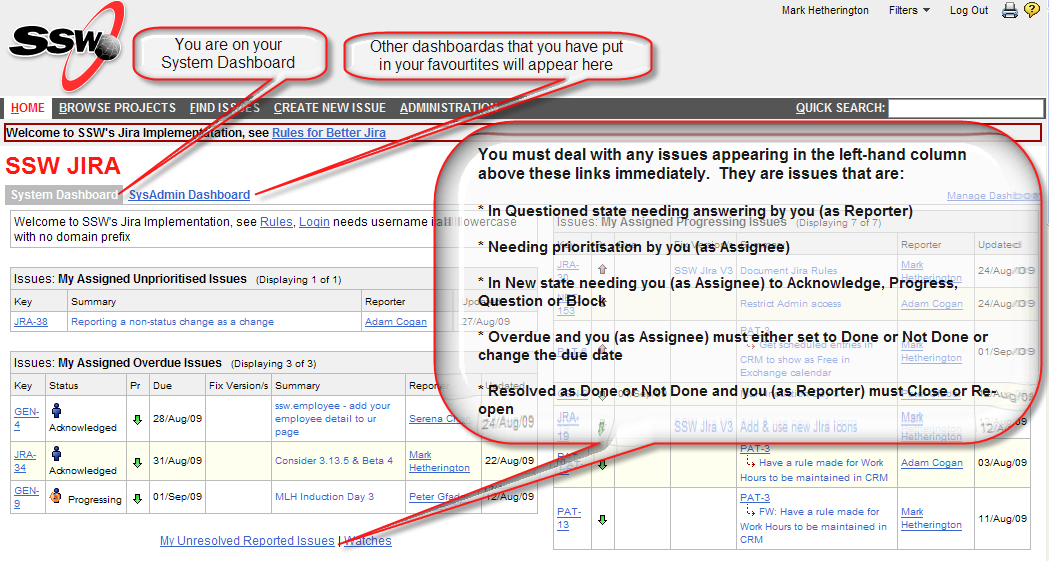 SSW
Mark Hetherington Filters Log Out
You are on your
System Dashboard
Other dashboardas that you have put
in your favourtites will appear here
HOME BROWSE PROJECTS FIND ISSUES CREATE NEW ISSUE ADMINISTRATION QUICK SEARCH:
Welcome to SSW's Jira Implementatation, see Rules for Better Jira
SSW JIRA
System Dashboard SysAdmin Dashboard
Manage Dashboard
Welcome to SSW's Jira Implementation, see Rules, Login needs username in all lowercase
with no domain prefix
Issues: My Assigned Unprioritised Issues (Displaying 1 of 1)
Key Summary Reporter Updated
JRA-38 Reporting a non-status change as a change Adam Cogan 27/Aug/09
Issues: My Assigned Overdue Issues (Displaying 3 of 3)
Key Status Pr Due Fix Version/s Summary Reporter Updated
GEN-
4 Acknowledged 28/Aug/09 ssw.employee - add your
employee detail to ur
page Serena 24/Aug/09
JRA-
34 Acknowledged 31/Aug/09 Consider 3.13.5 & Beta 4 Mark
Hetherington 22/Aug/09
GEN-
9 Progressing 01/Sep/09 MLH Induction Day 3 Peter 12/Aug/09
My Unresolved Reported Issues | Watches
You must deal with any issues appearing in the left-hand column
above these links immediately. They are issues that are:
* In Questioned state needing answering by you (as Reporter)
* Needing prioritisation by you (as Assignee)
* In New state needing you (as Assignee) to Acknowledge, Progress,
Question or Block
* Overdue and you (as Assignee) must either set to Done or Not Done or
change the due date
* Resolved as Done or Not Done and you (as Reporter) must Close or Re-
open
Issues: My Assigned Progressing Issues (Displaying 7 of 7)
Reporter Updated
JRA-
SSW JIra V3 Document Jira Rules Mark
Hetherington 24/Aug/09
153 Restrict Admin access Adam Cogan 24/Aug/09
PAT-3
Get scheduled entries in
CRM to show as Free in
Exchange calendar Mark
Hetherington 01/Sep/09
JRA-
19 SSW JIra V3 Add & use new JIra icons Mark
Hetherington 12/Aug/09
PAT-3
Have a rule made for Work
Hours to be maintained in CRM Adam Cogan 03/Aug/09
PAT-
13 PAT-3
FW: Have a rule made for
Work Hours to be maintained in
CRM Mark
Hetherington 11/Aug/09